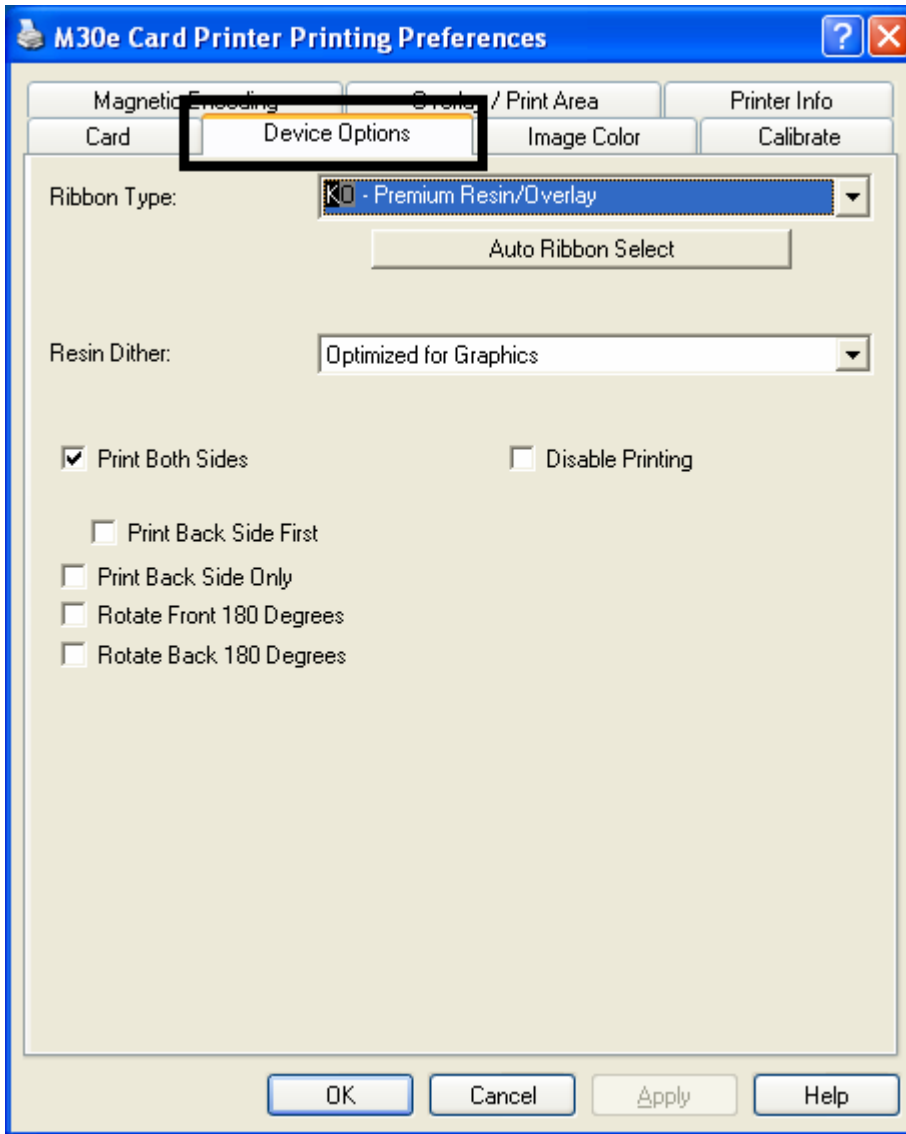 M30e Card Printer Printing Preferences
Magnetic Encoding Overlay / Print Area Printer Info
Card Device Options Image Color Calibrate
Ribbon Type: KO - Premium Resin/Overlay
Auto Ribbon Select
Resin Dither: Optimized for Graphics
Print Both Sides Disable Printing
Print Back Side First
Print Back Side Only
Rotate Front 180 Degrees
Rotate Back 180 Degrees
OK Cancel Apply Help